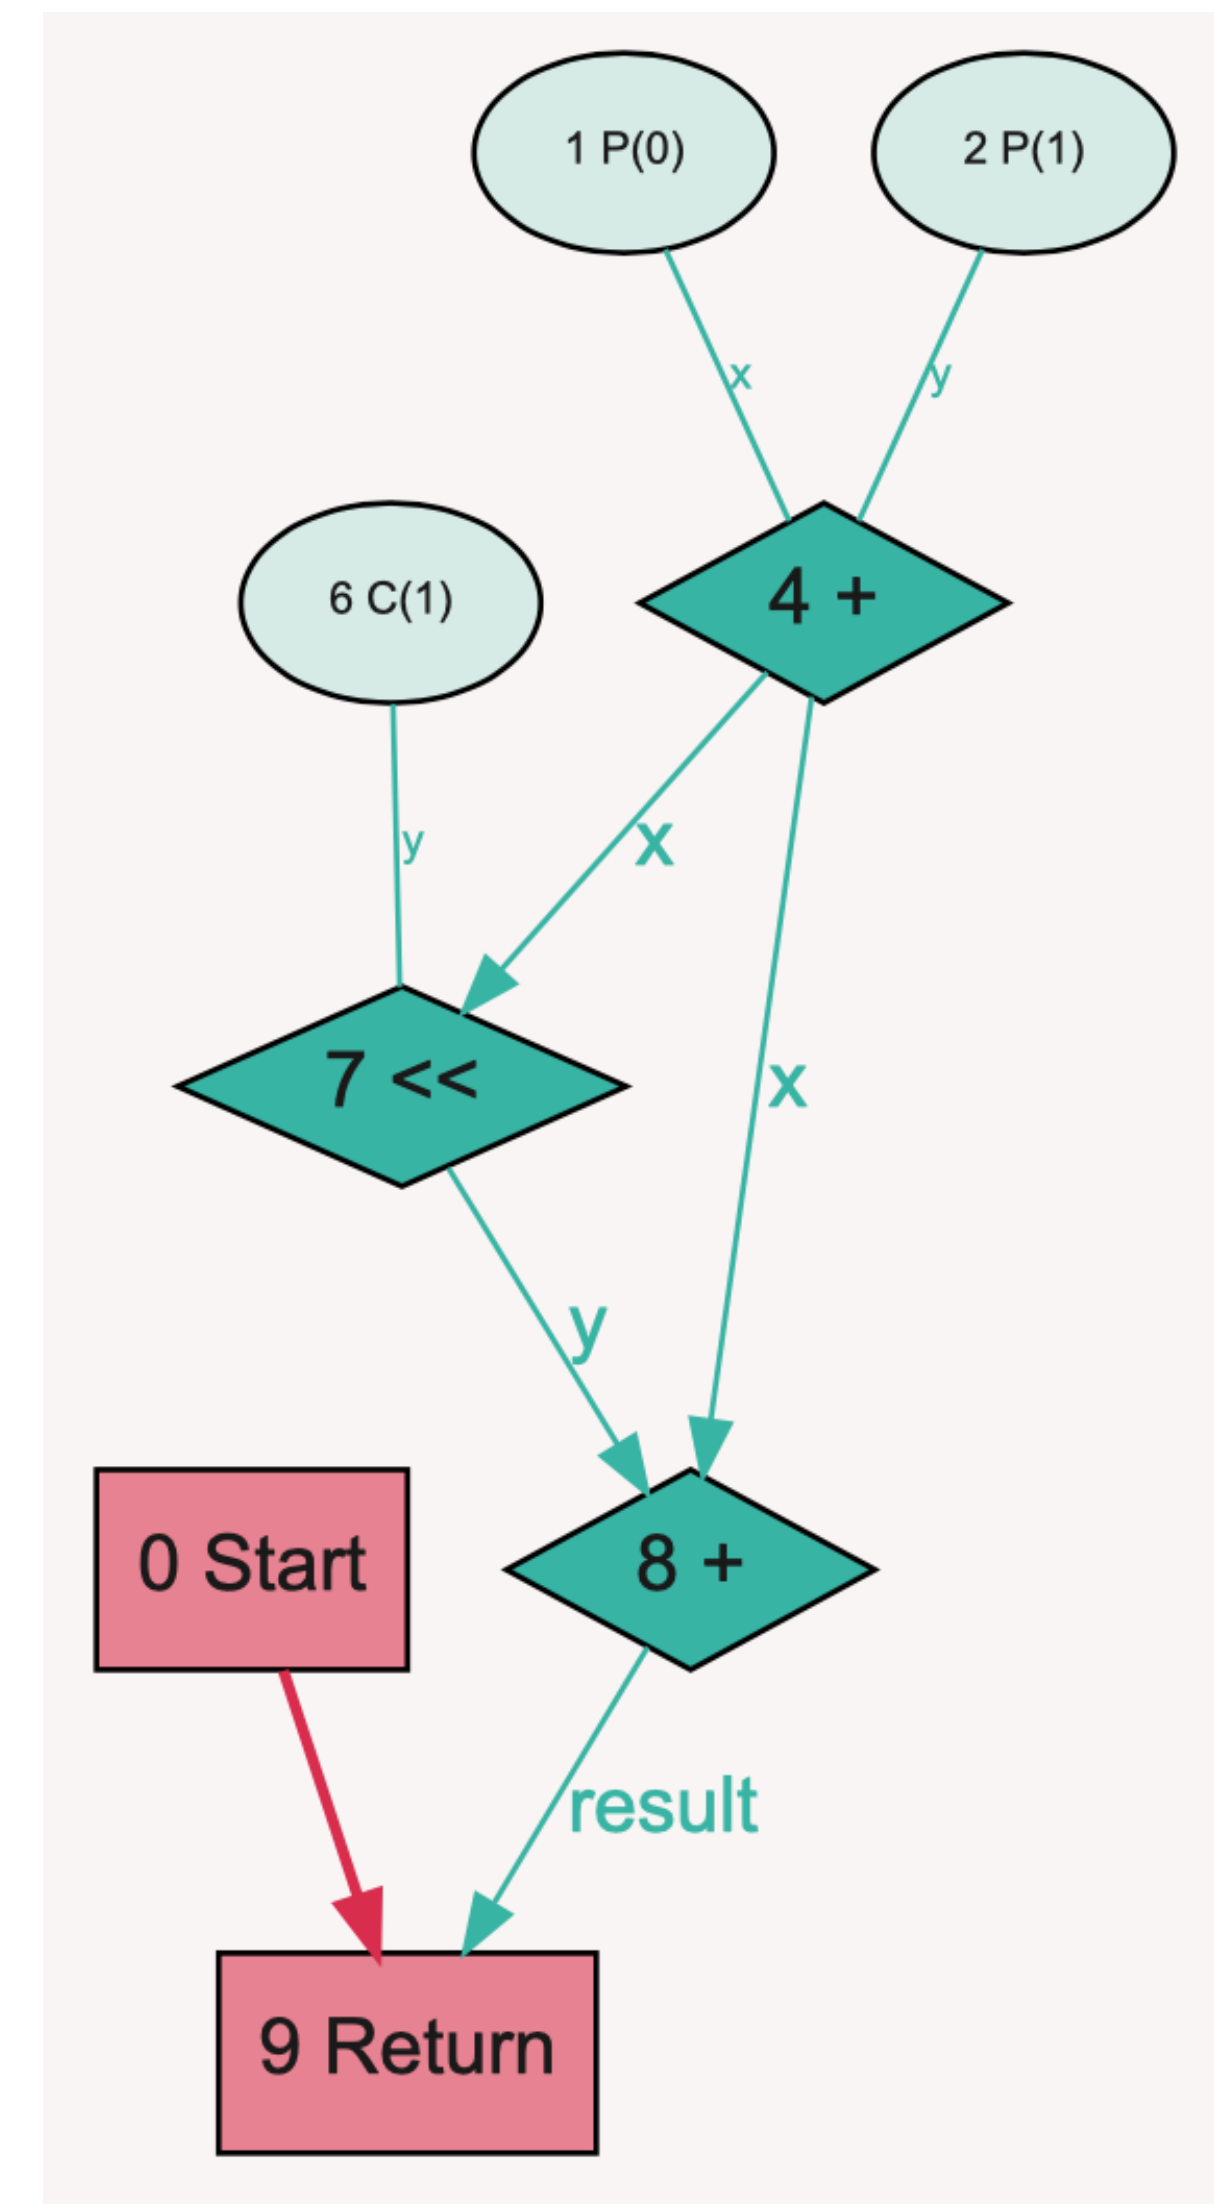 1 P(0)
2 P(1)
x
y
6 C(1)
4 +
y
x
7 <<
x
y
0 Start
8 +
result
9 Return